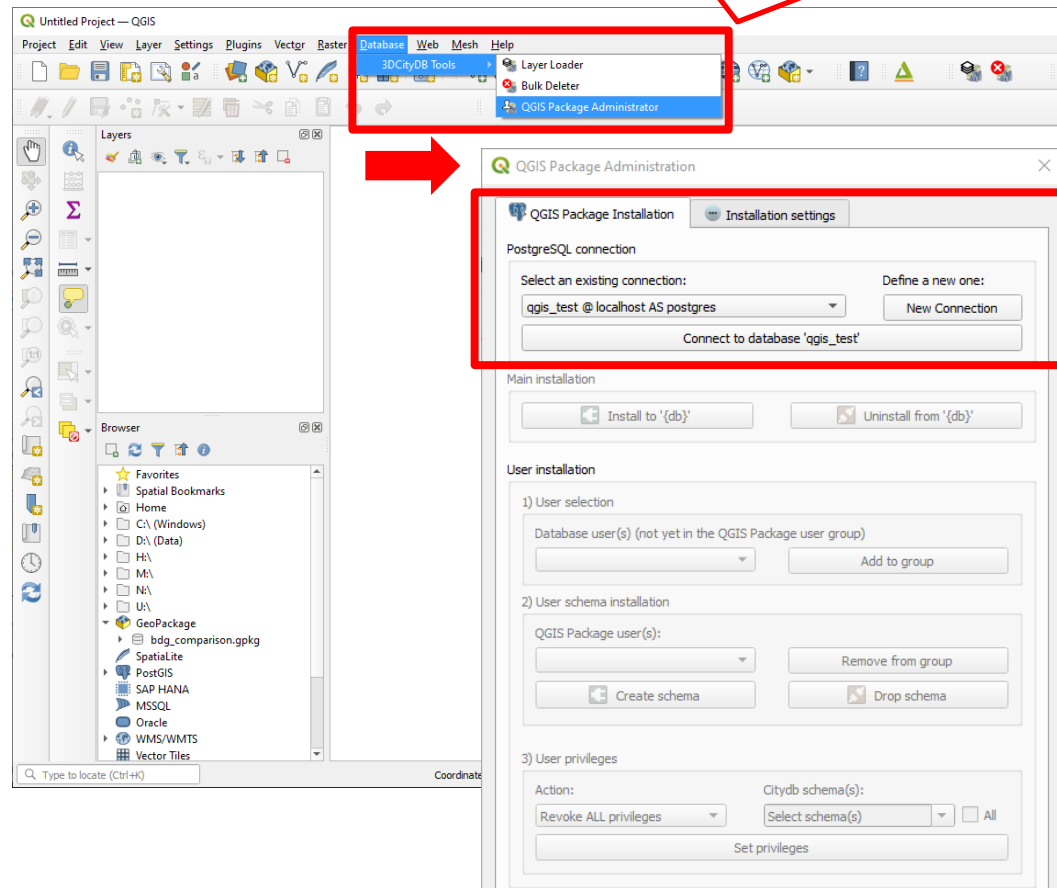 Untitled Project — QGIS
Project Edit View Layer Settings Plugins Vector Raster Database Web Mesh Help
3DCityDB Tools
Layer Loader
Bulk Deleter
QGIS Package Administrator
Layers
QGIS Package Administration
QGIS Package Installation
Installation settings
PostgreSQL connection
Select an existing connection:
Define a new one:
qgis_test @ localhost AS postgres
New Connection
Connect to database 'qgis_test'
Main installation
Install to '{db}'
Uninstall from '{db}'
User installation
1) User selection
Database user(s) (not yet in the QGIS Package user group)
Add to group
2) User schema installation
QGIS Package user(s):
Remove from group
Create schema
Drop schema
3) User privileges
Action:
Citydb schema(s):
Revoke ALL privileges
Select schema(s)
All
Set privileges
Browser
Favorites
Spatial Bookmarks
Home
C:\ (Windows)
D:\ (Data)
H:\
M:\
N:\
U:\
GeoPackage
bdg_comparison.gpkg
SpatiaLite
PostGIS
SAP HANA
MSSQL
Oracle
WMS/WMTS
Vector Tiles
Type to locate (Ctrl+K)
Coordinate